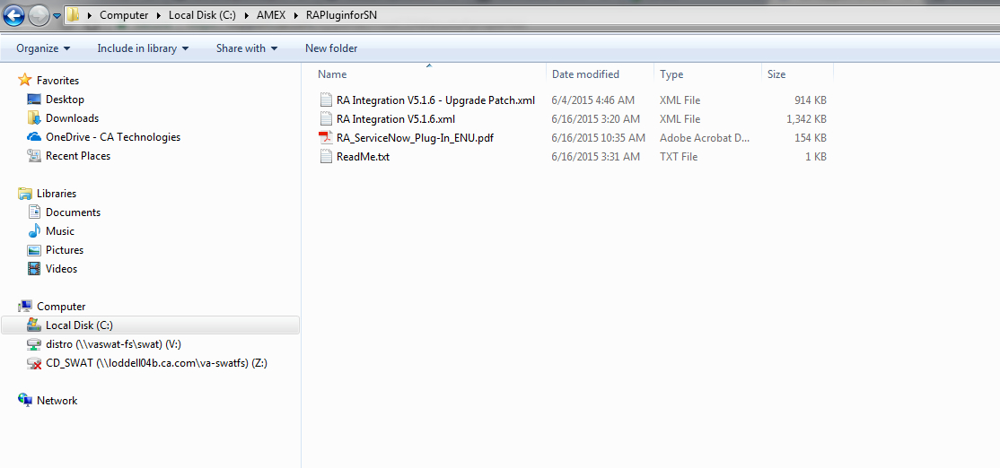 Computer Local Disk (C:) AMEX RAPluginforSN
Organize Include in library Share with New folder
Favorites
Desktop
Downloads
OneDrive - CA Technologies
Recent Places
Libraries
Documents
Music
Pictures
Videos
Computer
Local Disk (C:)
distro (\\vaswat-fs\swat) (V:)
CD_SWAT (\\loddell04b.ca.com\va-swatfs) (Z:)
Network
Name Date modified Type Size
RA Integration V5.1.6 - Upgrade Patch.xml 6/4/2015 4:46 AM XML File 914 KB
RA Integration V5.1.6.xml 6/16/2015 3:20 AM XML File 1,342 KB
RA_ServiceNow_Plug-In_ENU.pdf 6/16/2015 10:35 AM Adobe Acrobat D... 154 KB
ReadMe.txt 6/16/2015 3:31 AM TXT File 1 KB